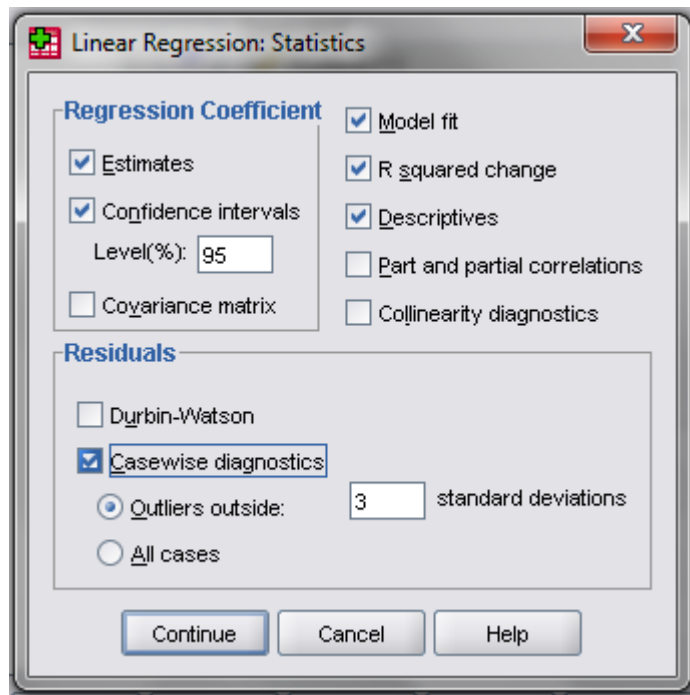 Linear Regression: Statistics
Regression Coefficient
Estimates
Confidence intervals
Level(%): 95
Covariance matrix
Model fit
R squared change
Descriptives
Part and partial correlations
Collinearity diagnostics
Residuals
Durbin-Watson
Casewise diagnostics
Outliers outside: 3 standard deviations
All cases
Continue Cancel Help